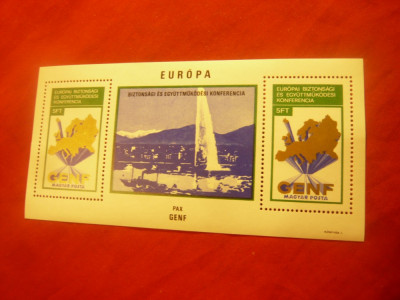 EURÓPA
EURÓPAI BIZTONSÁGI
ÉS EGYÜTTMŰKÖDÉSI
KONFERENCIA
5FT
GENF
MAGYAR POSTA
BIZTONSÁGI ÉS EGYÜTTMŰKÖDÉSI KONFERENCIA
PAX
GENF
EURÓPAI BIZTONSÁGI
ÉS EGYÜTTMŰKÖDÉSI
KONFERENCIA
5FT
GENF
MAGYAR POSTA